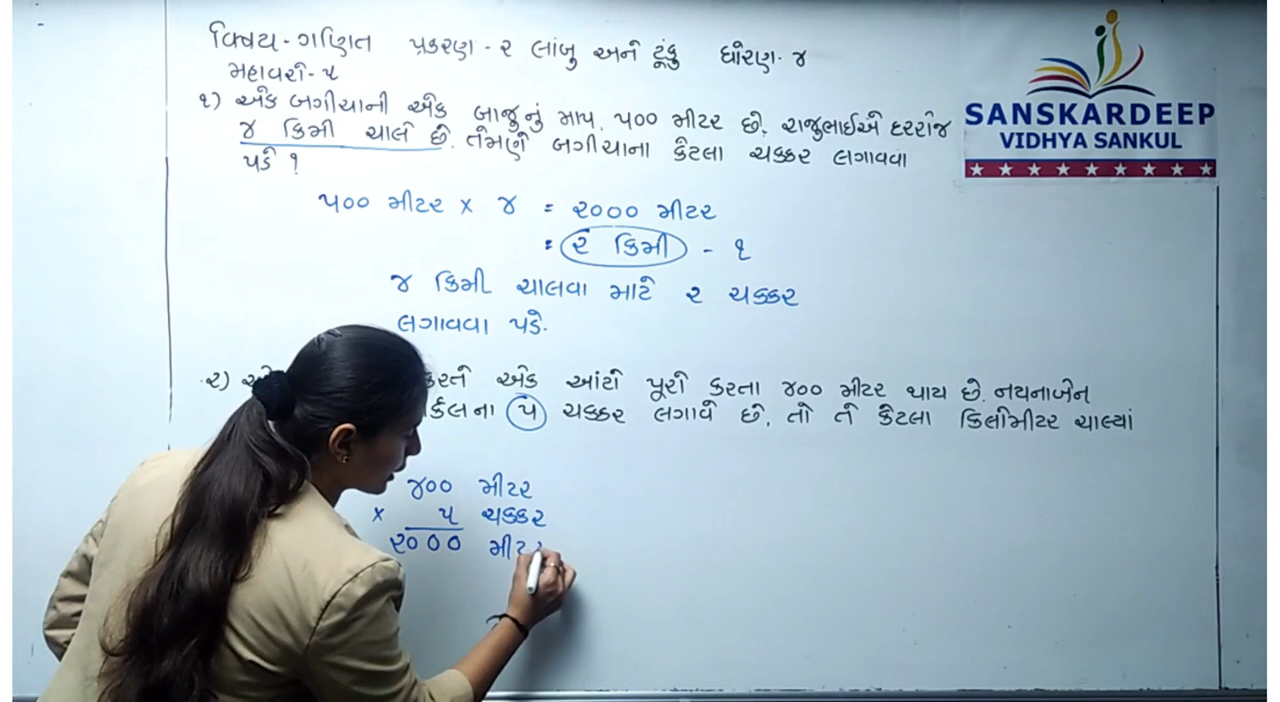 વિષય - ગણિત પ્રકરણ - ૨ લાંબુ અને ટૂંકુ ધોરણ - ૪
મહાવરો - ૫
૧) એક બગીચાની એક બાજુનું માપ ૫૦૦ મીટર છે. રાજુભાઈએ દરરોજ
૪ કિમી ચાલે છે. તેમણે બગીચાના કેટલા ચક્કર લગાવવા
પડે ?
૫૦૦ મીટર × ૪ = ૨૦૦૦ મીટર
= ૨ કિમી - ૧
૪ કિમી ચાલવા માટે ૨ ચક્કર
લગાવવા પડે.
૨) કરતે એક આંટો પૂરો કરતા ૪૦૦ મીટર થાય છે. નયનાબેન
ર્કલના ૫ ચક્કર લગાવે છે, તો તે કેટલા કિલોમીટર ચાલ્યાં
૪૦૦ મીટર
× ૫ ચક્કર
૨૦૦૦ મીટર
SANSKARDEEP
VIDHYA SANKUL